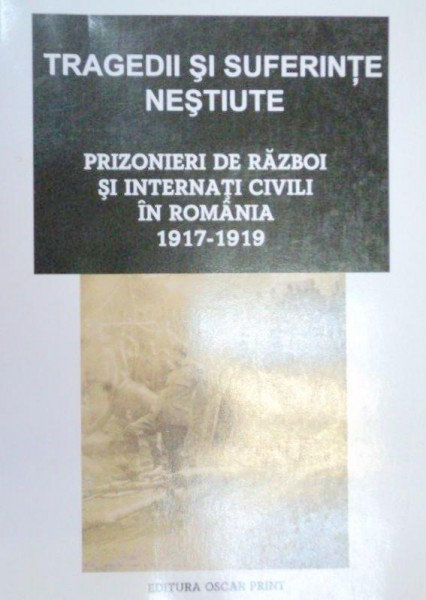 TRAGEDII ŞI SUFERINŢE
NEŞTIUTE
PRIZONIERI DE RĂZBOI
ŞI INTERNAŢI CIVILI
ÎN ROMÂNIA
1917-1919
EDITURA OSCAR PRINT